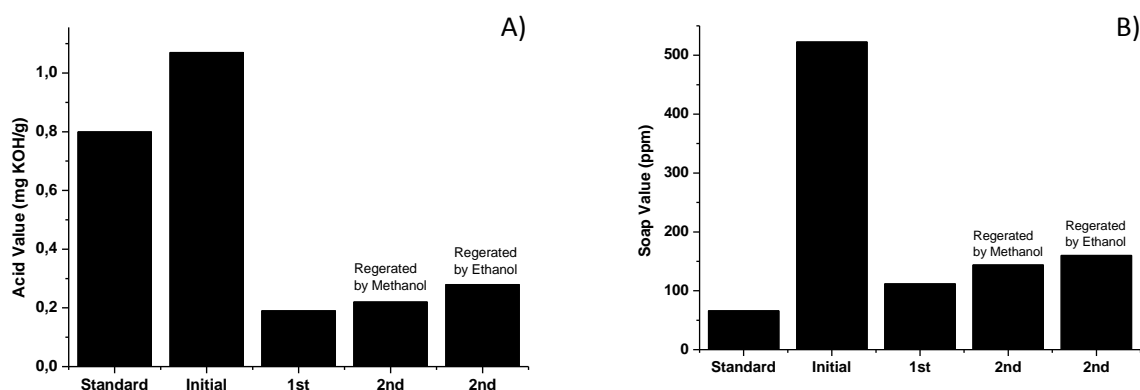 A)
Acid Value (mg KOH/g)
1,0
0,8
0,6
0,4
0,2
0,0
Regerated
by Methanol
Regerated
by Ethanol
Standard Initial 1st 2nd 2nd
B)
Soap Value (ppm)
500
400
300
200
100
0
Regerated
by Methanol
Regerated
by Ethanol
Standard Initial 1st 2nd 2nd